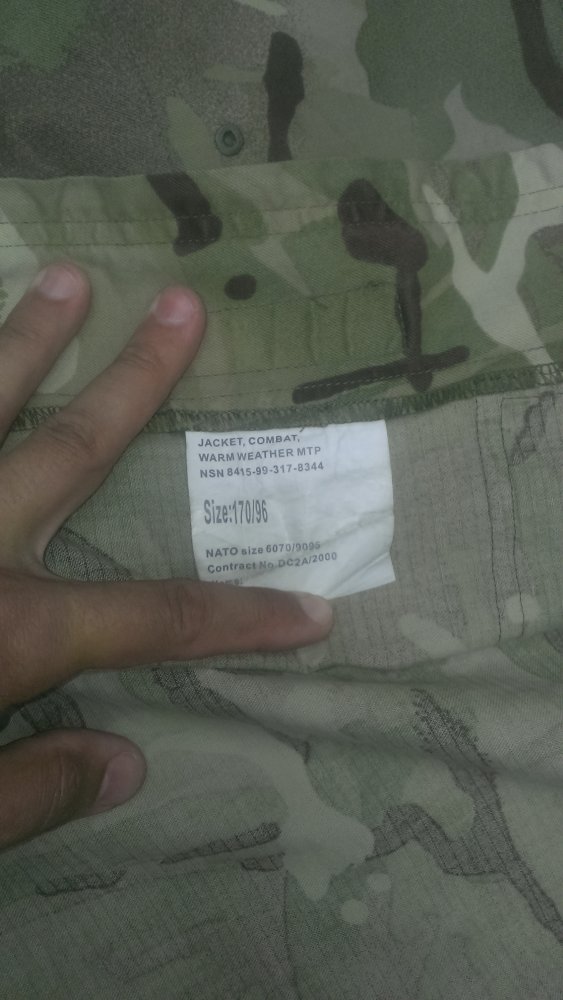 JACKET, COMBAT,
WARM WEATHER MTP
NSN 8415-99-317-8344
Size:170/96
NATO size 6070/9095
Contract No DC2A/2000